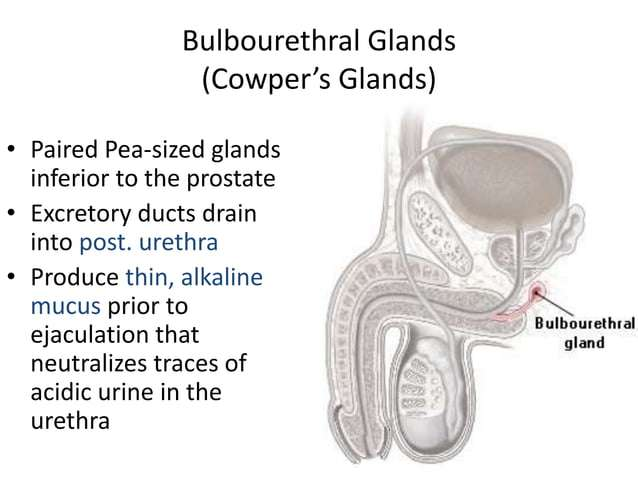 Bulbourethral Glands
(Cowper’s Glands)
• Paired Pea-sized glands
inferior to the prostate
• Excretory ducts drain
into post. urethra
• Produce thin, alkaline
mucus prior to
ejaculation that
neutralizes traces of
acidic urine in the
urethra
Bulbourethral
gland